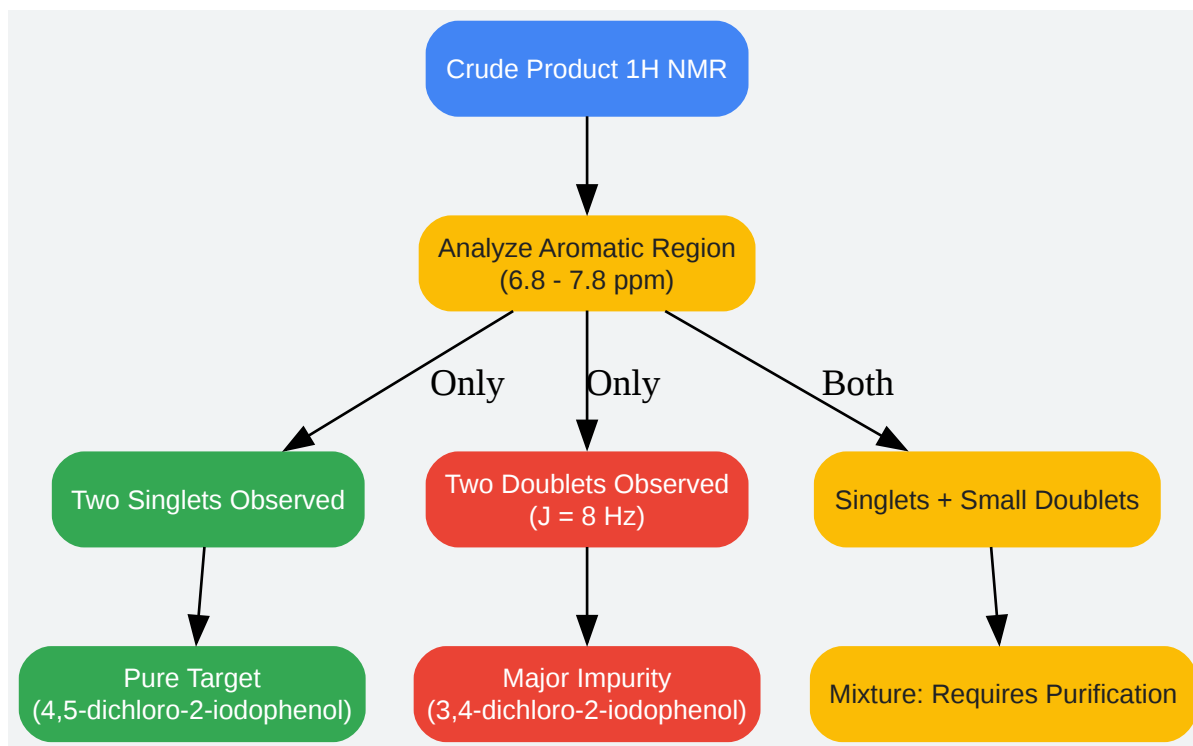 Crude Product 1H NMR
Analyze Aromatic Region
(6.8 - 7.8 ppm)
Only
Only
Both
Two Singlets Observed
Two Doublets Observed
(J = 8 Hz)
Singlets + Small Doublets
Pure Target
(4,5-dichloro-2-iodophenol)
Major Impurity
(3,4-dichloro-2-iodophenol)
Mixture: Requires Purification